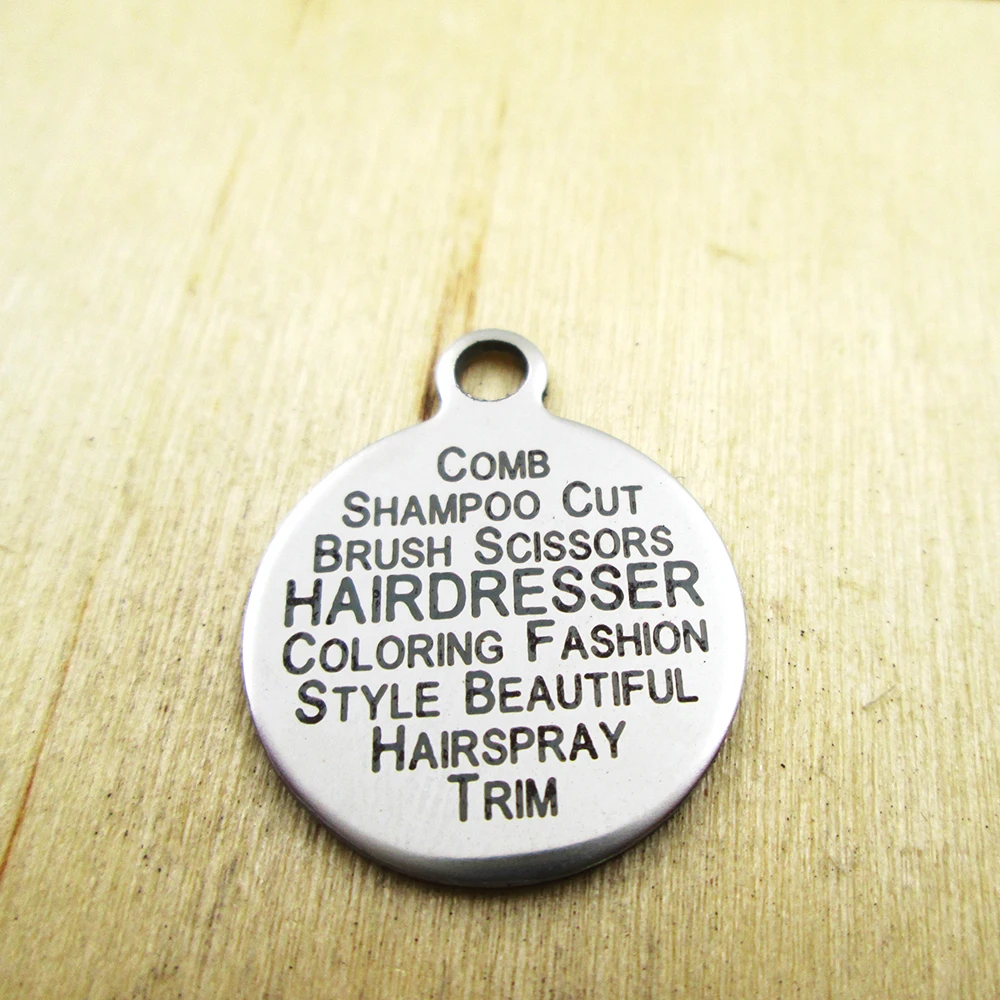 COMB
SHAMPOO CUT
BRUSH SCISSORS
HAIRDRESSER
COLORING FASHION
STYLE BEAUTIFUL
HAIRSPRAY
TRIM